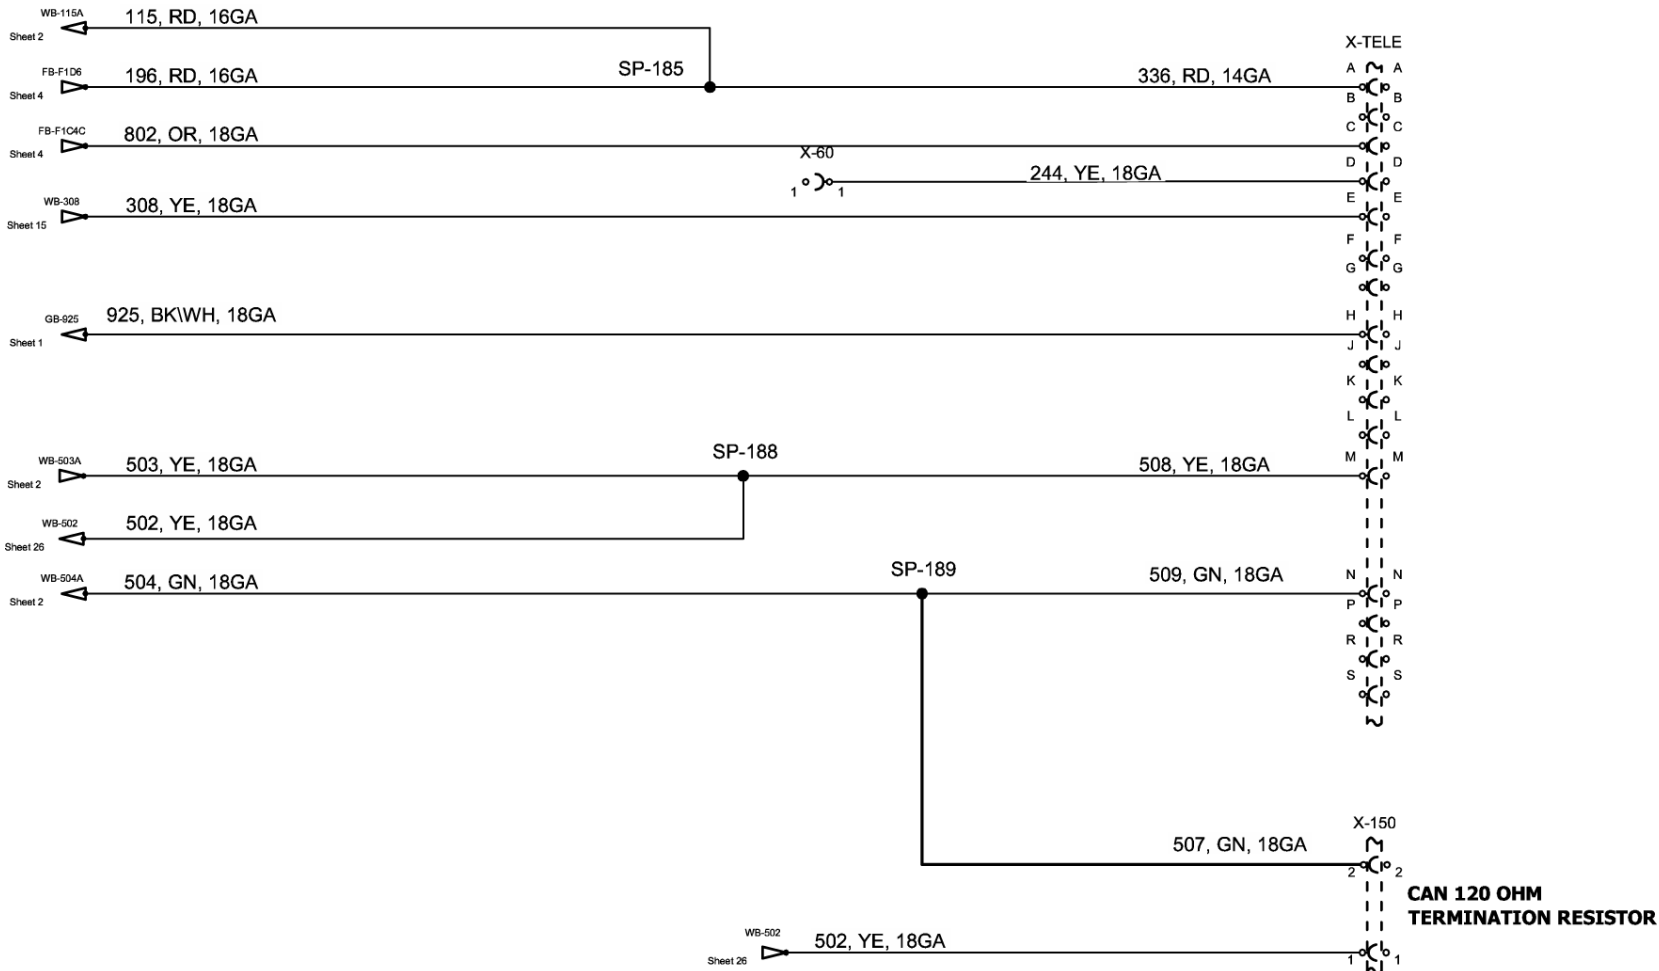 WB-115A
115, RD, 16GA
Sheet 2
X-TELE
FB-F1D6
196, RD, 16GA
SP-185
336, RD, 14GA
A A
Sheet 4
B B
FB-F1C4C
802, OR, 18GA
C C
Sheet 4
X-60
D D
244, YE, 18GA
1 1
WB-308
308, YE, 18GA
E E
Sheet 15
F F
G G
GB-925
925, BK\WH, 18GA
H H
Sheet 1
J J
K K
L L
WB-503A
503, YE, 18GA
SP-188
508, YE, 18GA
M M
Sheet 2
WB-502
502, YE, 18GA
Sheet 26
WB-504A
504, GN, 18GA
SP-189
509, GN, 18GA
N N
Sheet 2
P P
R R
S S
X-150
507, GN, 18GA
2 2
CAN 120 OHM
TERMINATION RESISTOR
WB-502
502, YE, 18GA
Sheet 26
1 1